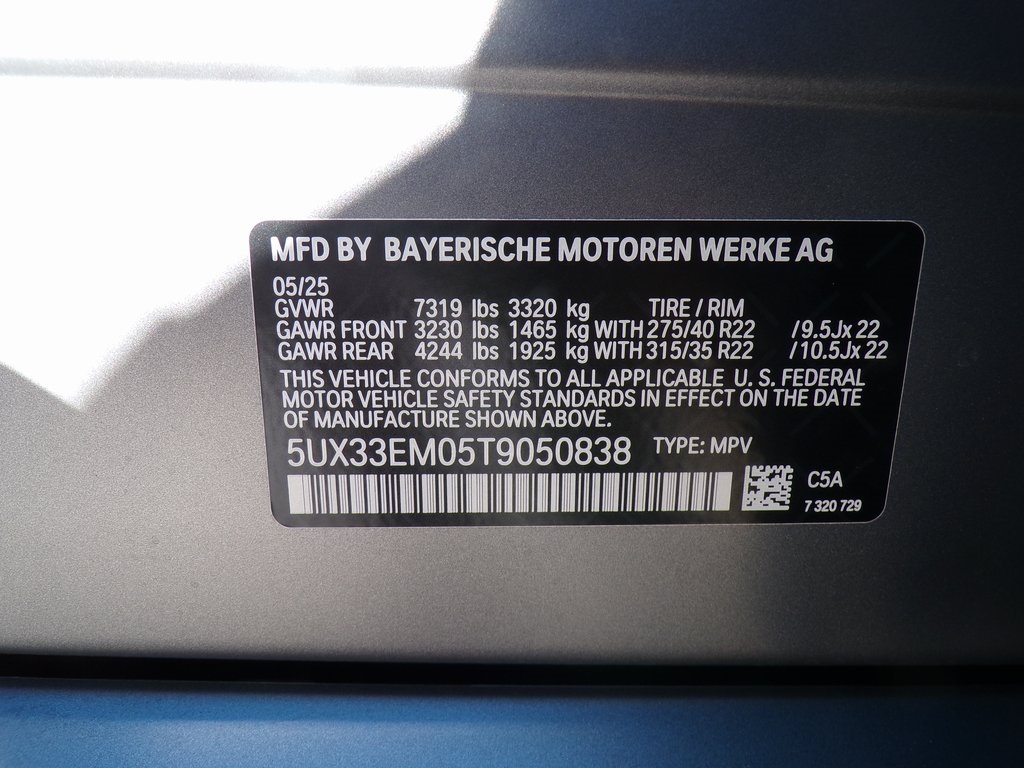 MFD BY BAYERISCHE MOTOREN WERKE AG
05/25
GVWR 7319 lbs 3320 kg TIRE / RIM
GAWR FRONT 3230 lbs 1465 kg WITH 275/40 R22 /9.5Jx 22
GAWR REAR 4244 lbs 1925 kg WITH 315/35 R22 /10.5Jx 22
THIS VEHICLE CONFORMS TO ALL APPLICABLE U. S. FEDERAL
MOTOR VEHICLE SAFETY STANDARDS IN EFFECT ON THE DATE
OF MANUFACTURE SHOWN ABOVE.
5UX33EM05T9050838 TYPE: MPV
C5A
7 320 729